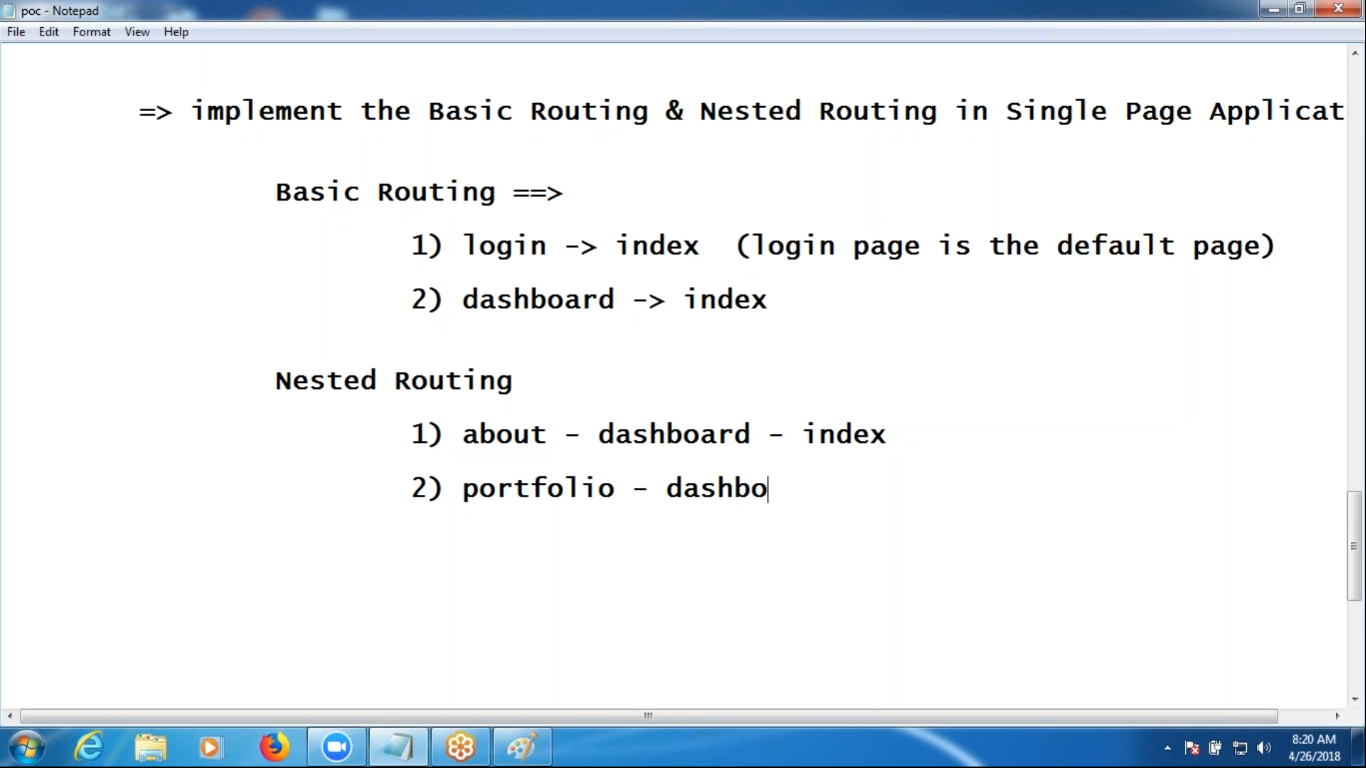 poc - Notepad
File Edit Format View Help
=> implement the Basic Routing & Nested Routing in Single Page Applicat
Basic Routing ==>
1) login -> index (login page is the default page)
2) dashboard -> index
Nested Routing
1) about - dashboard - index
2) portfolio - dashbo
8:20 AM
4/26/2018